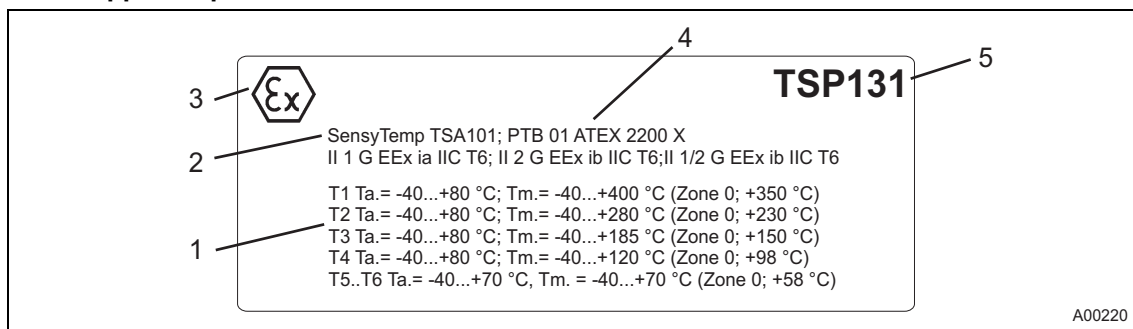 4
5
TSP131
3
εx
SensyTemp TSA101; PTB 01 ATEX 2200 X
2
II 1 G EEx ia IIC T6; II 2 G EEx ib IIC T6;II 1/2 G EEx ib IIC T6
T1 Ta.= -40...+80 °C; Tm.= -40...+400 °C (Zone 0; +350 °C)
T2 Ta.= -40...+80 °C; Tm.= -40...+280 °C (Zone 0; +230 °C)
T3 Ta.= -40...+80 °C; Tm.= -40...+185 °C (Zone 0; +150 °C)
1
T4 Ta.= -40...+80 °C; Tm.= -40...+120 °C (Zone 0; +98 °C)
T5..T6 Ta.= -40...+70 °C, Tm. = -40...+70 °C (Zone 0; +58 °C)
A00220